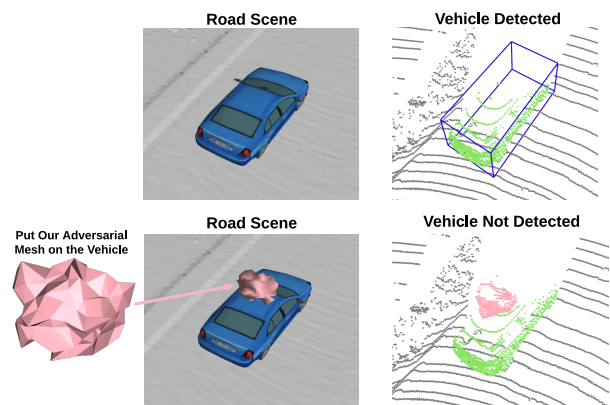 Road Scene
Vehicle Detected
Road Scene
Vehicle Not Detected
Put Our Adversarial
Mesh on the Vehicle